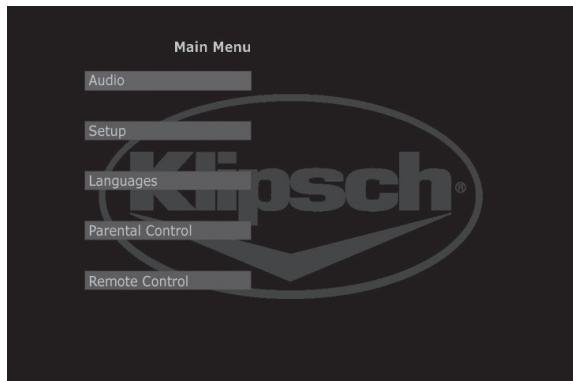 Main Menu
Audio
Setup
Languages
Klipsch®
Parental Control
Remote Control